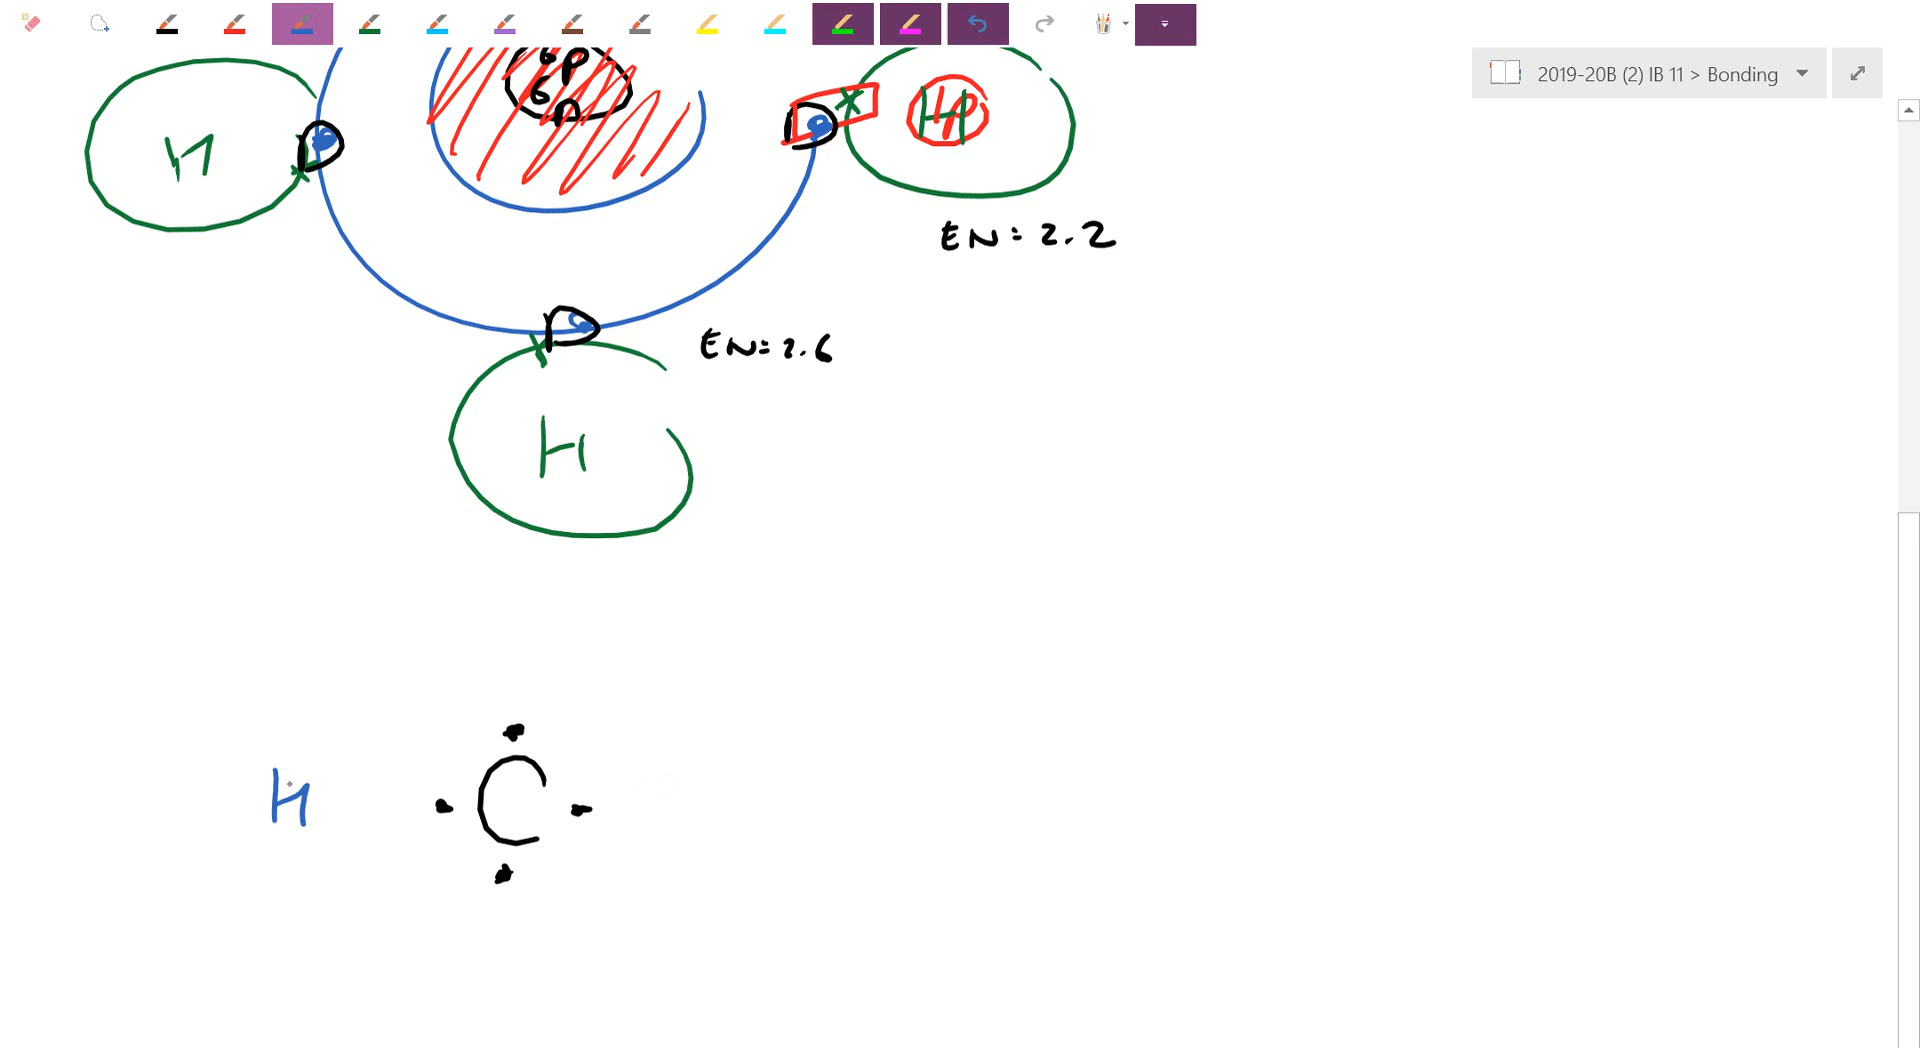 2019-20B (2) IB 11 > Bonding
6P
6n
H
H
EN = 2.2
EN = 2.6
H
H
C